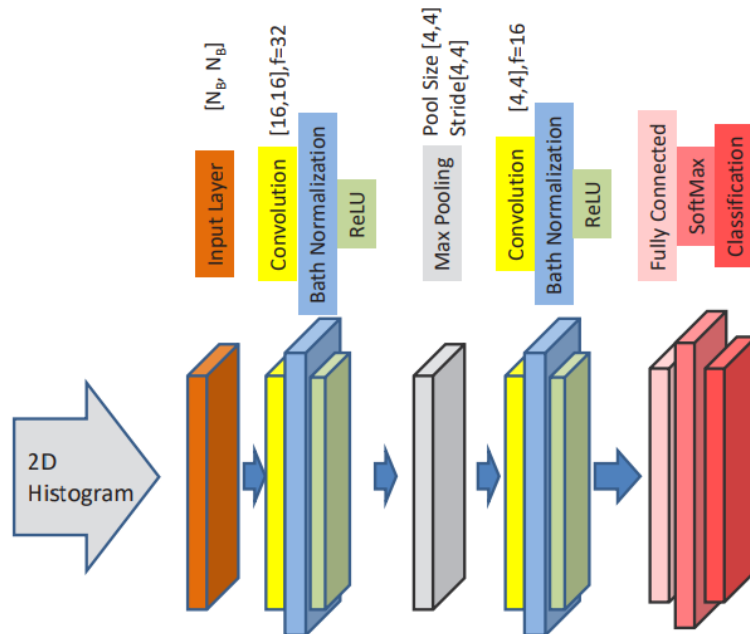 [N_B, N_B]
[16,16],f=32
Pool Size [4,4]
Stride[4,4]
[4,4],f=16
Input Layer
Convolution
Bath Normalization
ReLU
Max Pooling
Convolution
Bath Normalization
ReLU
Fully Connected
SoftMax
Classification
2D
Histogram